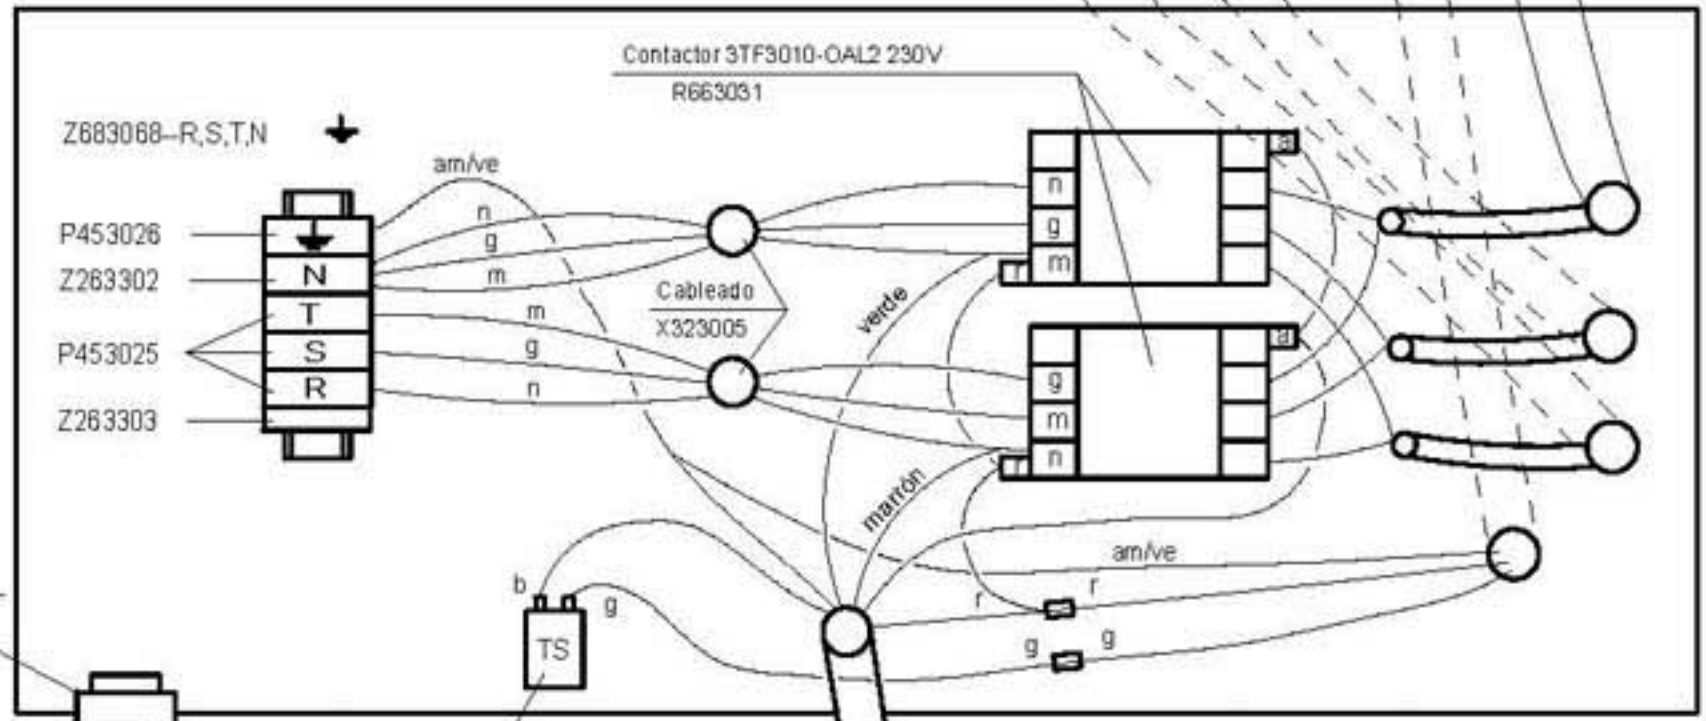 Contactor 3TF3010-OAL2 230V
R663031
Z683068-R,S,T,N
am/ve
a
n
n
P453026
g
g
N
m
r
m
Z263302
Cableado
verde
T
m
X323005
a
P453025
S
g
g
R
n
m
Z263303
n
r
marrón
am/ve
b
g
r
r
TS
g
g